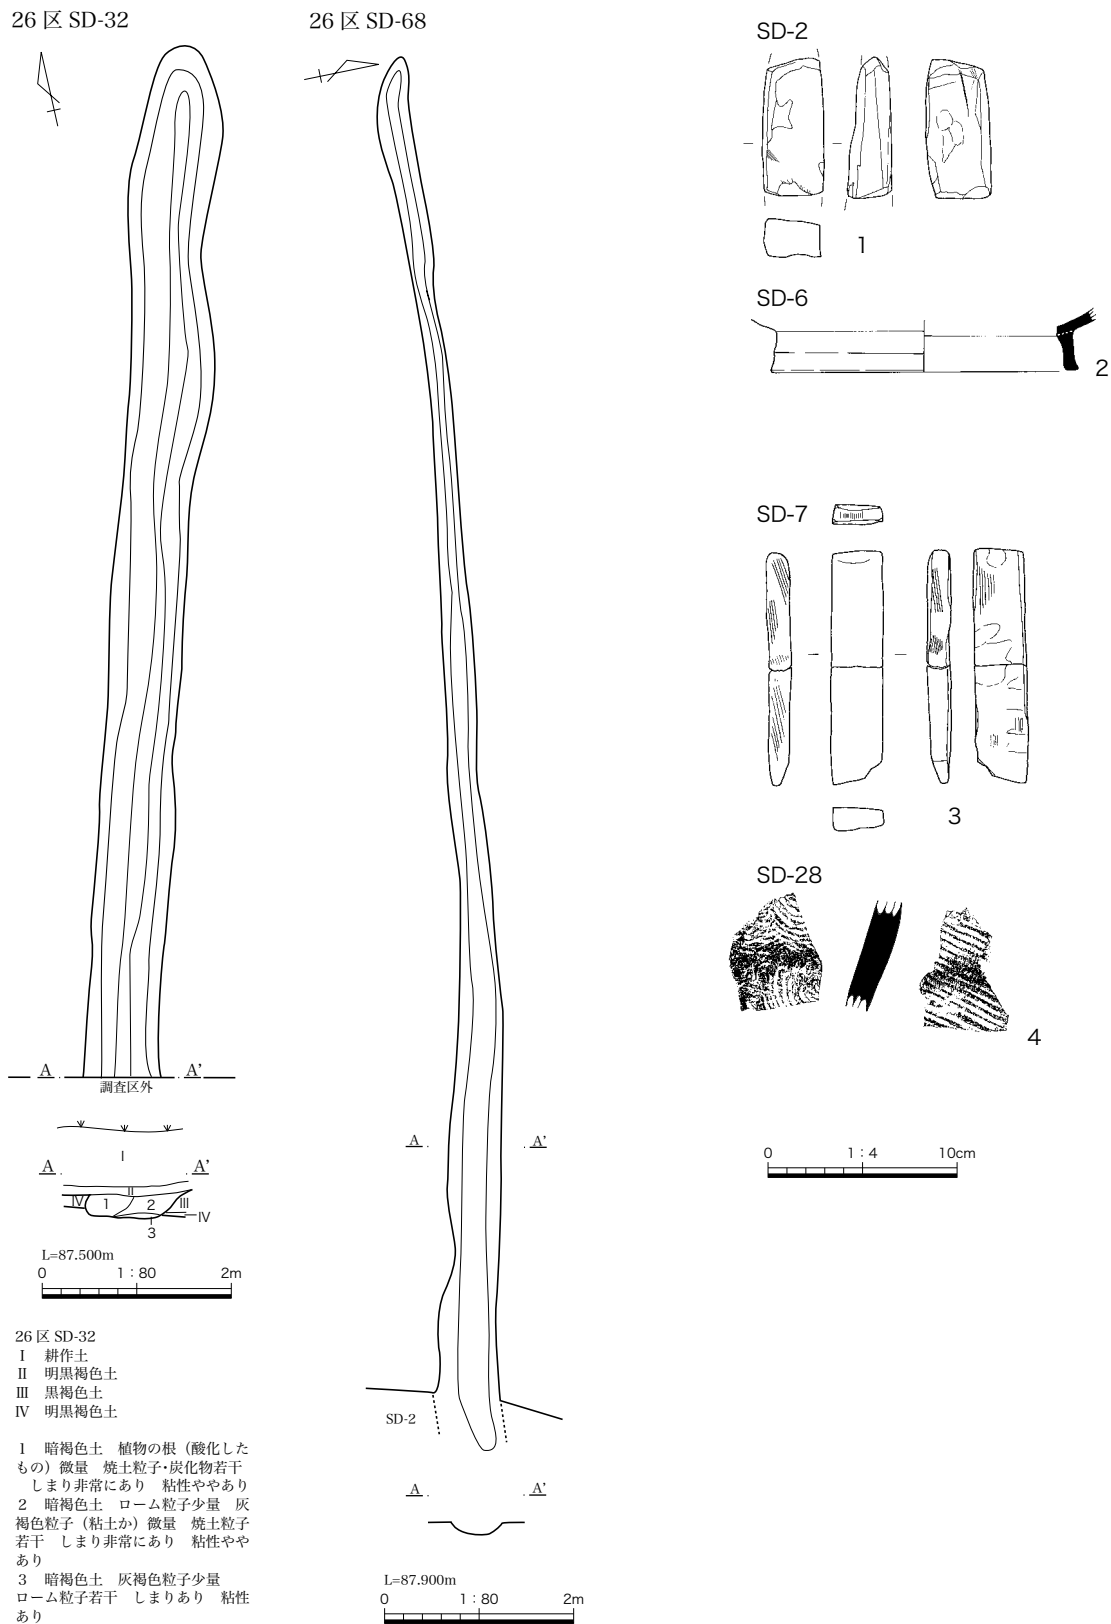 26 区 SD-32
A
A’
調査区外
I
A
A’
II
IV
1
2
III
IV
3
L=87.500m
0
1：80
2m
26 区 SD-32
Ⅰ　耕作土
Ⅱ　明黒褐色土
Ⅲ　黒褐色土
Ⅳ　明黒褐色土
1　暗褐色土　植物の根（酸化した
もの）微量　焼土粒子･炭化物若干
しまり非常にあり　粘性ややあり
2　暗褐色土　ローム粒子少量　灰
褐色粒子（粘土か）微量　焼土粒子
若干　しまり非常にあり　粘性やや
あり
3　暗褐色土　灰褐色粒子少量
ローム粒子若干　しまりあり　粘性
あり
26 区 SD-68
A
A’
SD-2
A
A’
L=87.900m
0
1：80
2m
SD-2
1
SD-6
2
SD-7
3
SD-28
4
0
1：4
10cm